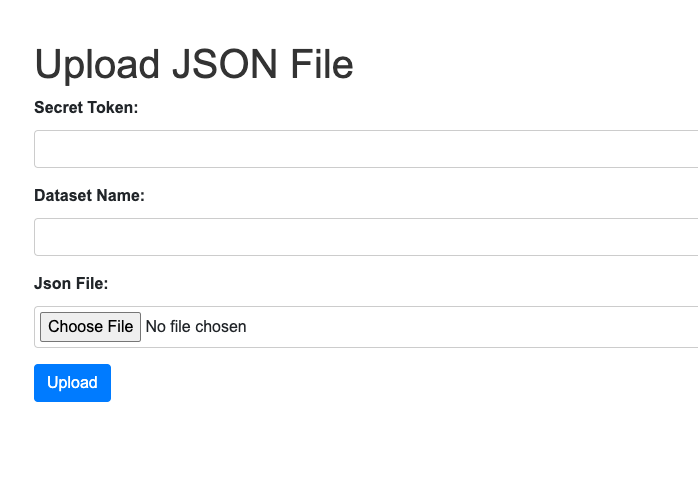 Upload JSON File
Secret Token:
Dataset Name:
Json File:
Choose File No file chosen
Upload